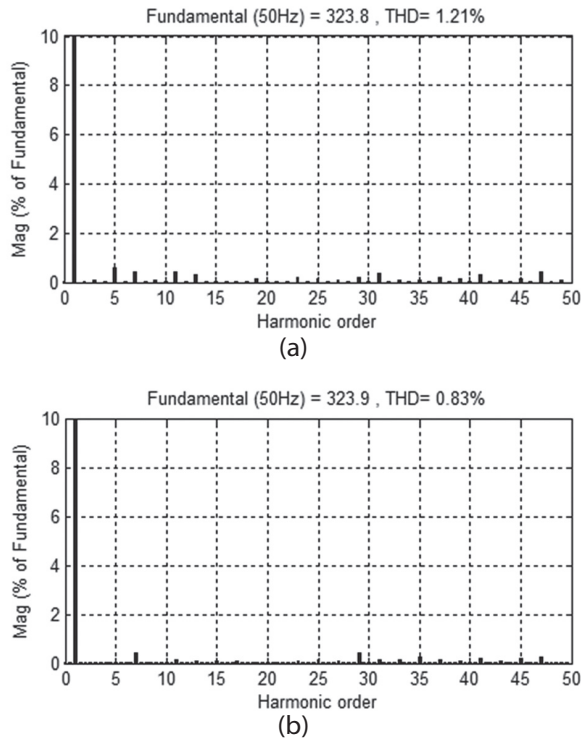 Fundamental (50Hz) = 323.8 , THD= 1.21%
10
8
6
4
2
0
Mag (% of Fundamental)
0 5 10 15 20 25 30 35 40 45 50
Harmonic order
(a)
Fundamental (50Hz) = 323.9 , THD= 0.83%
10
8
6
4
2
0
Mag (% of Fundamental)
0 5 10 15 20 25 30 35 40 45 50
Harmonic order
(b)